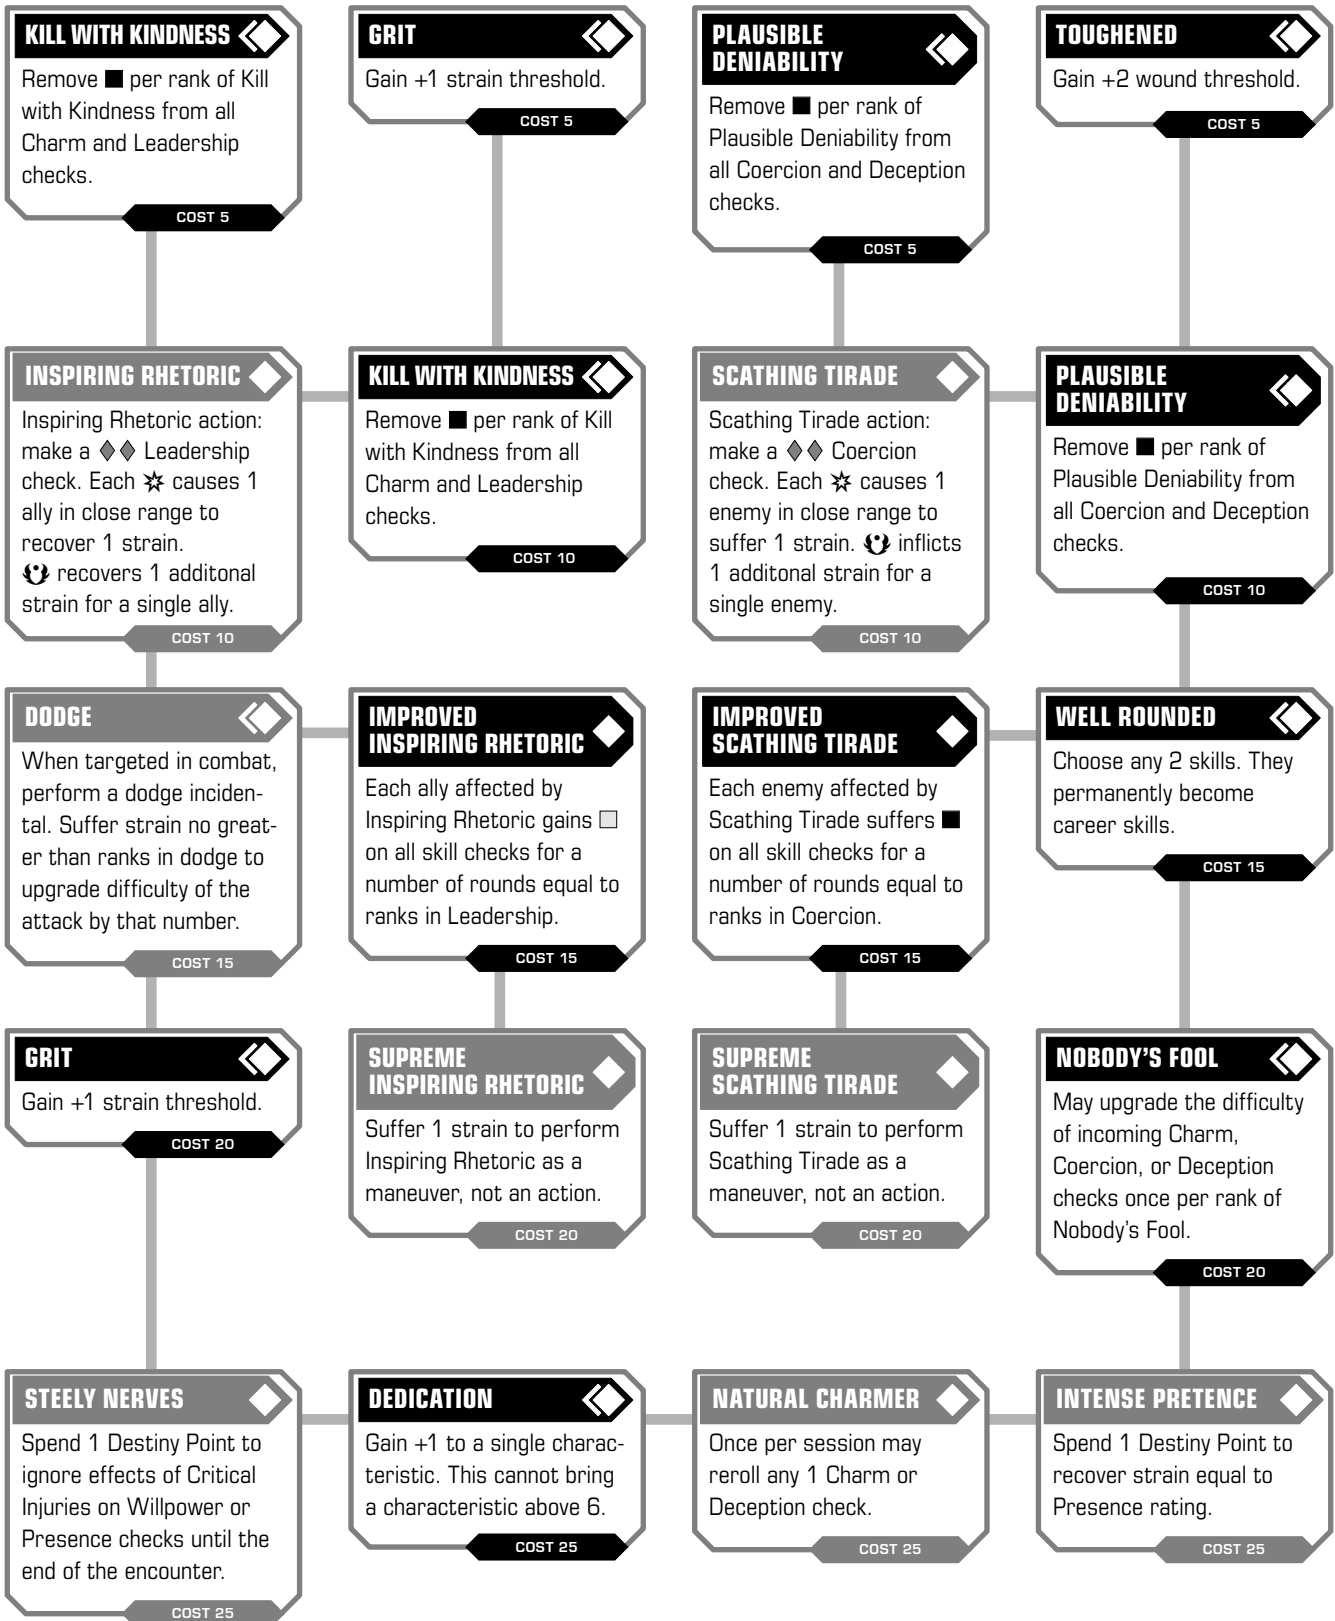 KILL WITH KINDNESS
Remove ■ per rank of Kill
with Kindness from all
Charm and Leadership
checks.
COST 5
GRIT
Gain +1 strain threshold.
COST 5
PLAUSIBLE
DENIABILITY
Remove ■ per rank of
Plausible Deniability from
all Coercion and Deception
checks.
COST 5
TOUGHENED
Gain +2 wound threshold.
COST 5
INSPIRING RHETORIC
Inspiring Rhetoric action:
make a ◆◆ Leadership
check. Each causes 1
ally in close range to
recover 1 strain.
recovers 1 additonal
strain for a single ally.
COST 10
KILL WITH KINDNESS
Remove ■ per rank of Kill
with Kindness from all
Charm and Leadership
checks.
COST 10
SCATHING TIRADE
Scathing Tirade action:
make a ◆◆ Coercion
check. Each causes 1
enemy in close range to
suffer 1 strain. inflicts
1 additonal strain for a
single enemy.
COST 10
PLAUSIBLE
DENIABILITY
Remove ■ per rank of
Plausible Deniability from
all Coercion and Deception
checks.
COST 10
DODGE
When targeted in combat,
perform a dodge inciden-
tal. Suffer strain no great-
er than ranks in dodge to
upgrade difficulty of the
attack by that number.
COST 15
IMPROVED
INSPIRING RHETORIC
Each ally affected by
Inspiring Rhetoric gains □
on all skill checks for a
number of rounds equal to
ranks in Leadership.
COST 15
IMPROVED
SCATHING TIRADE
Each enemy affected by
Scathing Tirade suffers ■
on all skill checks for a
number of rounds equal to
ranks in Coercion.
COST 15
WELL ROUNDED
Choose any 2 skills. They
permanently become
career skills.
COST 15
GRIT
Gain +1 strain threshold.
COST 20
SUPREME
INSPIRING RHETORIC
Suffer 1 strain to perform
Inspiring Rhetoric as a
maneuver, not an action.
COST 20
SUPREME
SCATHING TIRADE
Suffer 1 strain to perform
Scathing Tirade as a
maneuver, not an action.
COST 20
NOBODY'S FOOL
May upgrade the difficulty
of incoming Charm,
Coercion, or Deception
checks once per rank of
Nobody's Fool.
COST 20
STEELY NERVES
Spend 1 Destiny Point to
ignore effects of Critical
Injuries on Willpower or
Presence checks until the
end of the encounter.
COST 25
DEDICATION
Gain +1 to a single charac-
teristic. This cannot bring
a characteristic above 6.
COST 25
NATURAL CHARMER
Once per session may
reroll any 1 Charm or
Deception check.
COST 25
INTENSE PRETENCE
Spend 1 Destiny Point to
recover strain equal to
Presence rating.
COST 25